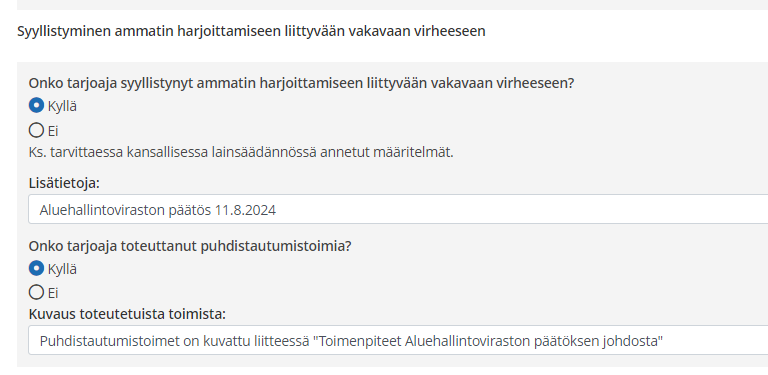 Syyllistyminen ammatin harjoittamiseen liittyvään vakavaan virheeseen
Onko tarjoaja syyllistynyt ammatin harjoittamiseen liittyvään vakavaan virheeseen?
Kyllä
Ei
Ks. tarvittaessa kansallisessa lainsäädännössä annetut määritelmät.
Lisätietoja:
Aluehallintoviraston päätös 11.8.2024
Onko tarjoaja toteuttanut puhdistautumistoimia?
Kyllä
Ei
Kuvaus toteutetuista toimista:
Puhdistautumistoimet on kuvattu liitteessä "Toimenpiteet Aluehallintoviraston päätöksen johdosta"